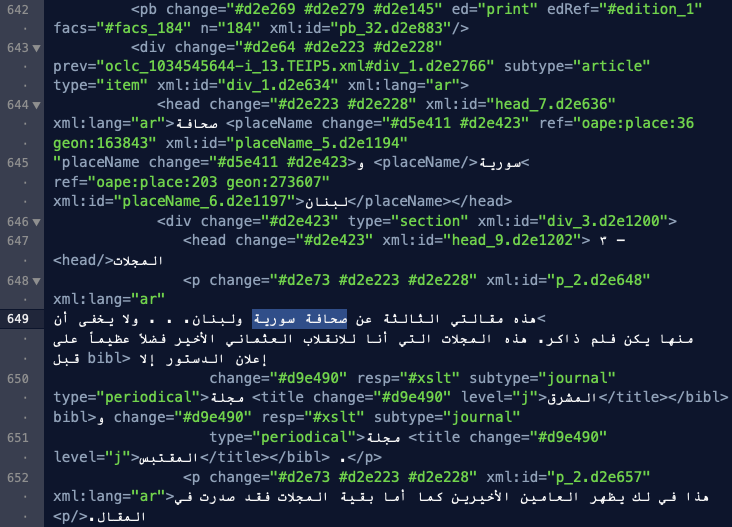 642 <pb change="#d2e269 #d2e279 #d2e145" ed="print" edRef="#edition_1"
facs="#facs_184" n="184" xml:id="pb_32.d2e883"/>
643 <div change="#d2e64 #d2e223 #d2e228"
prev="oclc_1034545644-i_13.TEIP5.xml#div_1.d2e2766" subtype="article"
type="item" xml:id="div_1.d2e634" xml:lang="ar">
644 <head change="#d2e223 #d2e228" xml:id="head_7.d2e636"
xml:lang="ar">صحافة <placeName change="#d5e411 #d2e423" ref="oape:place:36
geon:163843" xml:id="placeName_5.d2e1194"
645 "placeName change="#d5e411 #d2e423>سورية </placeName> و<
ref="oape:place:203 geon:273607"
xml:id="placeName_6.d2e1197">لبنان</placeName></head>
646 <div change="#d2e423" type="section" xml:id="div_3.d2e1200">
647 <head change="#d2e423" xml:id="head_9.d2e1202"> ٣ -
المجلات</head>
648 <p change="#d2e73 #d2e223 #d2e228" xml:id="p_2.d2e648"
xml:lang="ar"
649 >هذه مقالتي الثالثة عن صحافة سورية ولبنان. . . ولا يخفى أن
منها يكن فلم ذاكر. هذه المجلات التي أنا للانقلاب العثماني الأخير فضلاً عظيماً على
إعلان الدستور إلا <bibl قبل
650 change="#d9e490" resp="#xslt" subtype="journal"
type="periodical">مجلة <title change="#d9e490" level="j">المشرق</title></bibl>
bibl> و change="#d9e490" resp="#xslt" subtype="journal"
651 type="periodical">مجلة <title change="#d9e490"
level="j">المقتبس</title></bibl> .</p>
652 <p change="#d2e73 #d2e223 #d2e228" xml:id="p_2.d2e657"
xml:lang="ar">هذا في لك يظهر العامين الأخيرين كما أما بقية المجلات فقد صدرت في
المقال.</p>